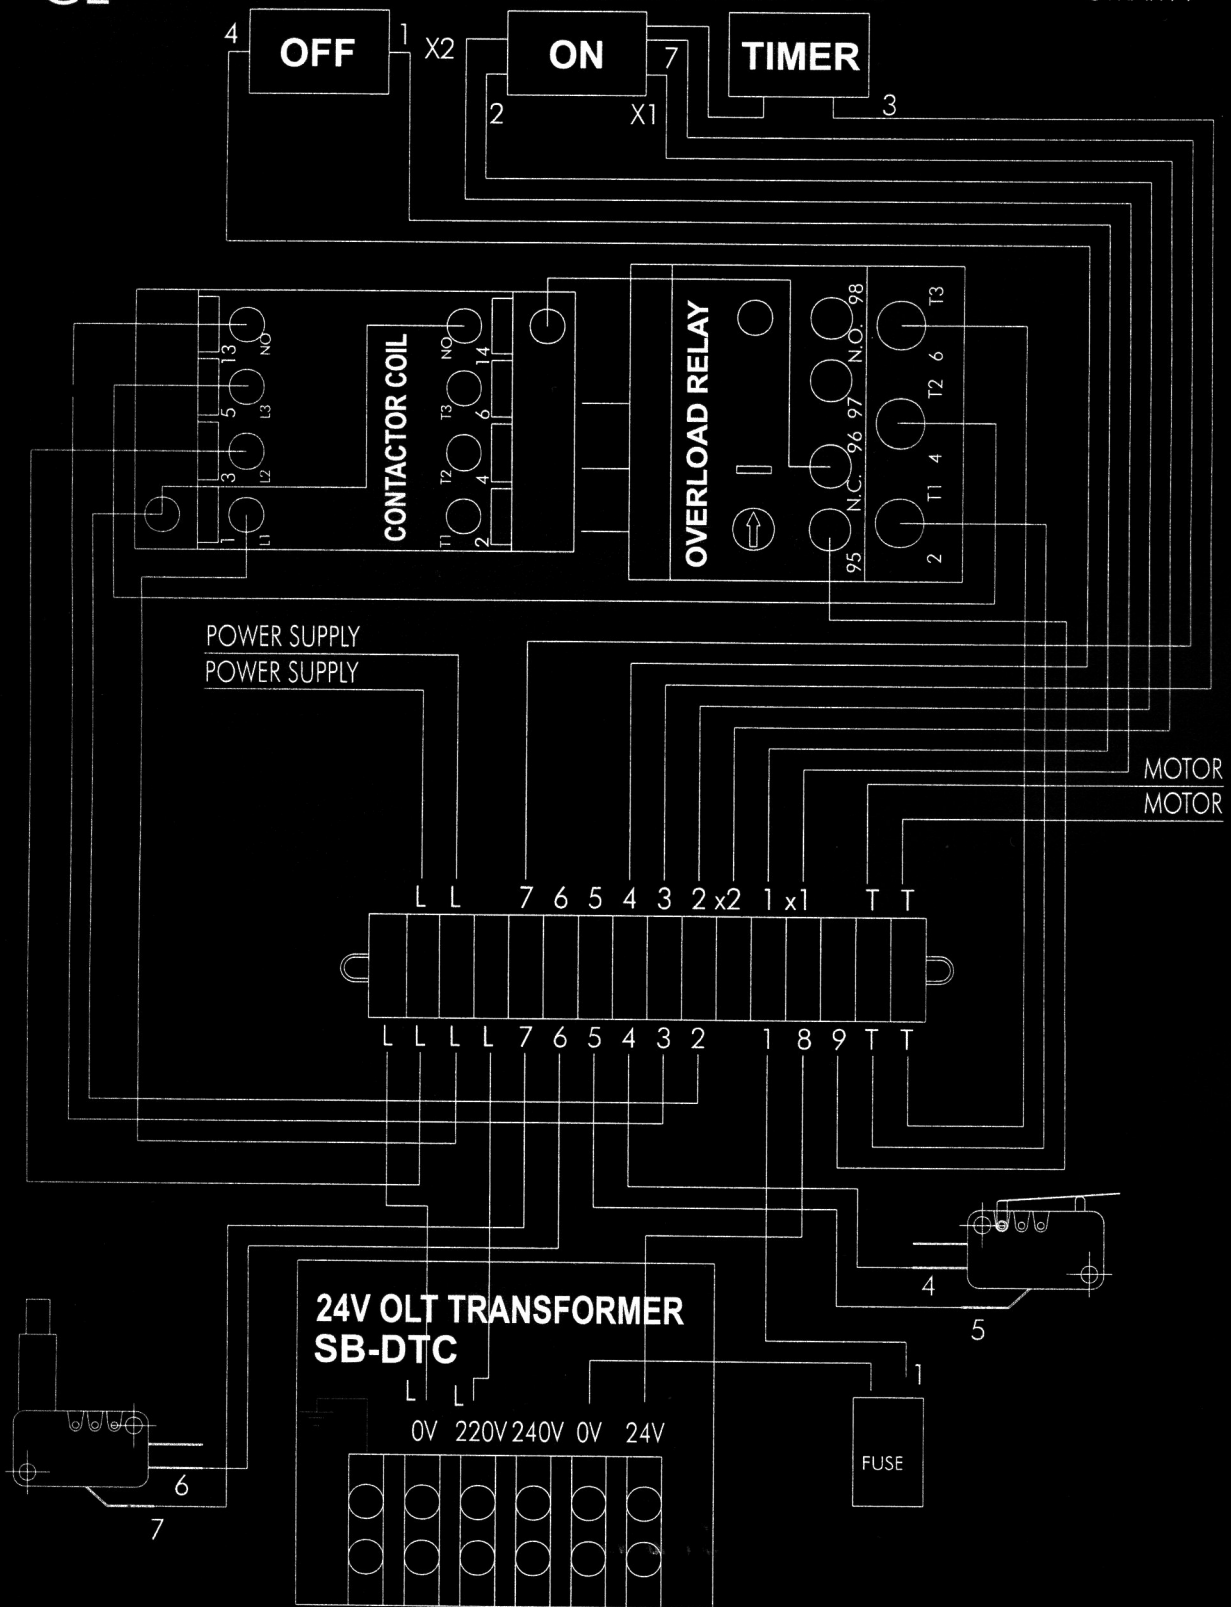 4 OFF 1 X2 ON 7 TIMER
2 X1 3
13 NO
5 L3
3 L2
1 L1
CONTACTOR COIL
NO 14
T3 6
T2 4
T1 2
OVERLOAD RELAY
98
N.O.
97
96
N.C.
95
T3
6
T2
4
T1
2
POWER SUPPLY
POWER SUPPLY
MOTOR
MOTOR
L L 7 6 5 4 3 2 x2 1 x1 T T
L L L L 7 6 5 4 3 2 1 8 9 T T
4
5
24V OLT TRANSFORMER
SB-DTC
L L
0V 220V 240V 0V 24V
1
FUSE
6
7